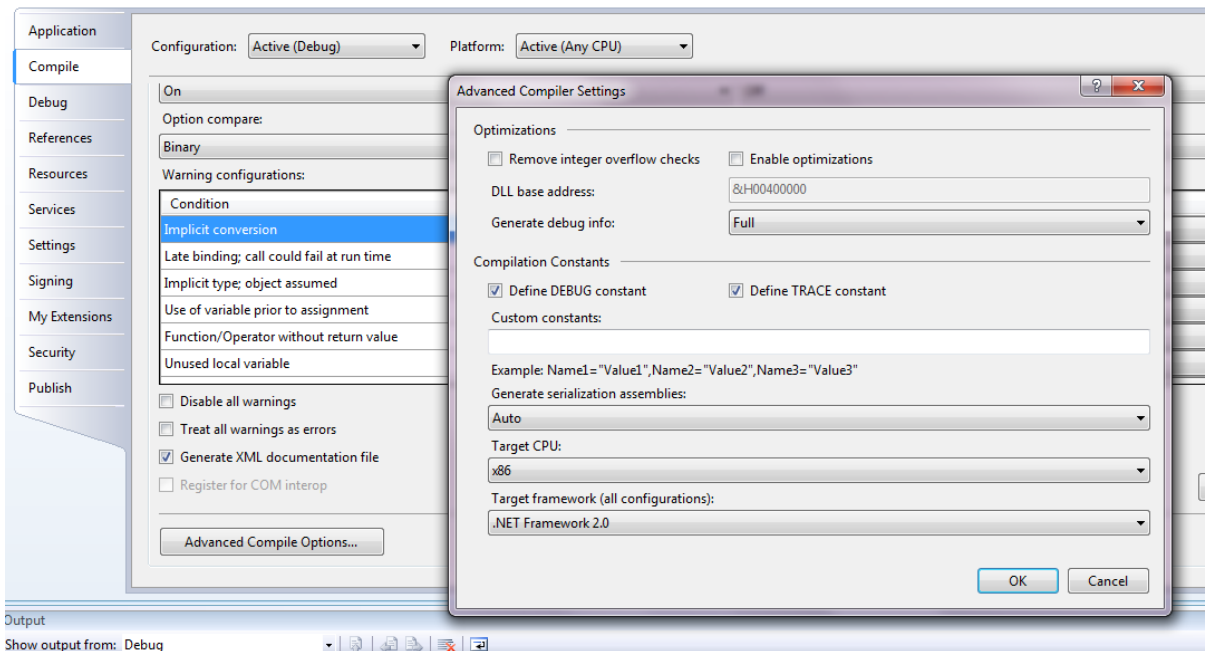 Application
Compile
Debug
References
Resources
Services
Settings
Signing
My Extensions
Security
Publish
Configuration: Active (Debug) Platform: Active (Any CPU)
On
Option compare:
Binary
Warning configurations:
Condition
Implicit conversion
Late binding; call could fail at run time
Implicit type; object assumed
Use of variable prior to assignment
Function/Operator without return value
Unused local variable
Disable all warnings
Treat all warnings as errors
Generate XML documentation file
Register for COM interop
Advanced Compile Options...
Advanced Compiler Settings
?
X
Optimizations
Remove integer overflow checks Enable optimizations
DLL base address: &H00400000
Generate debug info: Full
Compilation Constants
Define DEBUG constant Define TRACE constant
Custom constants:
Example: Name1="Value1",Name2="Value2",Name3="Value3"
Generate serialization assemblies:
Auto
Target CPU:
x86
Target framework (all configurations):
.NET Framework 2.0
OK Cancel
Output
Show output from: Debug